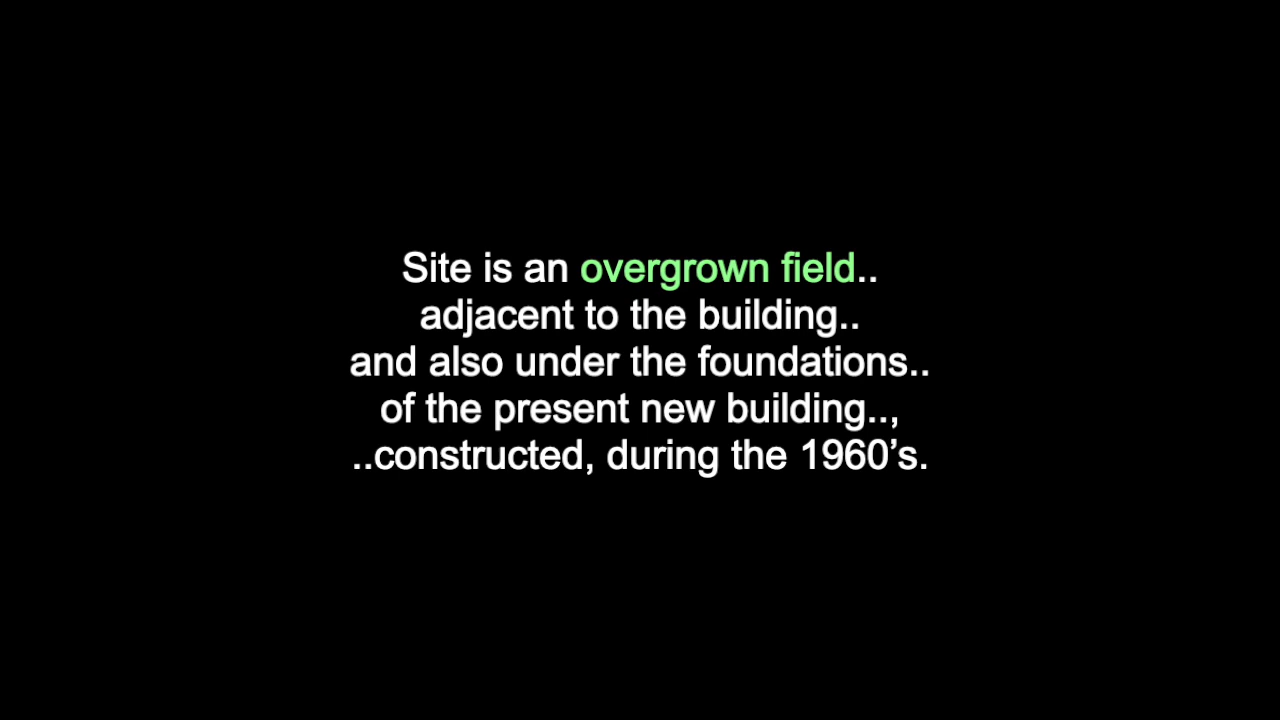 Site is an overgrown field..
adjacent to the building..
and also under the foundations..
of the present new building..,
..constructed, during the 1960’s.